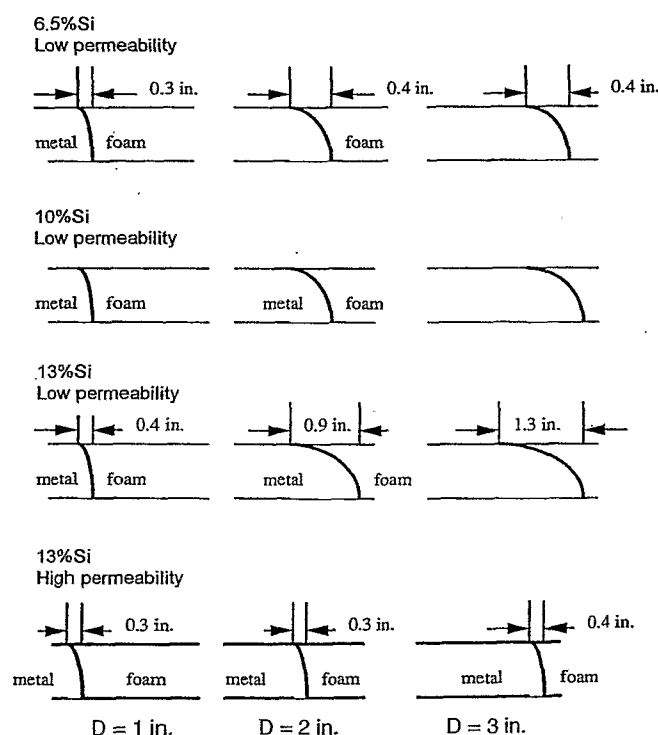 6.5%Si
Low permeability
0.3 in. 0.4 in. 0.4 in.
metal foam metal foam metal foam
10%Si
Low permeability
metal foam metal foam
13%Si
Low permeability
0.4 in. 0.9 in. 1.3 in.
metal foam metal foam
13%Si
High permeability
0.3 in. 0.3 in. 0.4 in.
metal foam metal foam metal foam
D = 1 in. D = 2 in. D = 3 in.